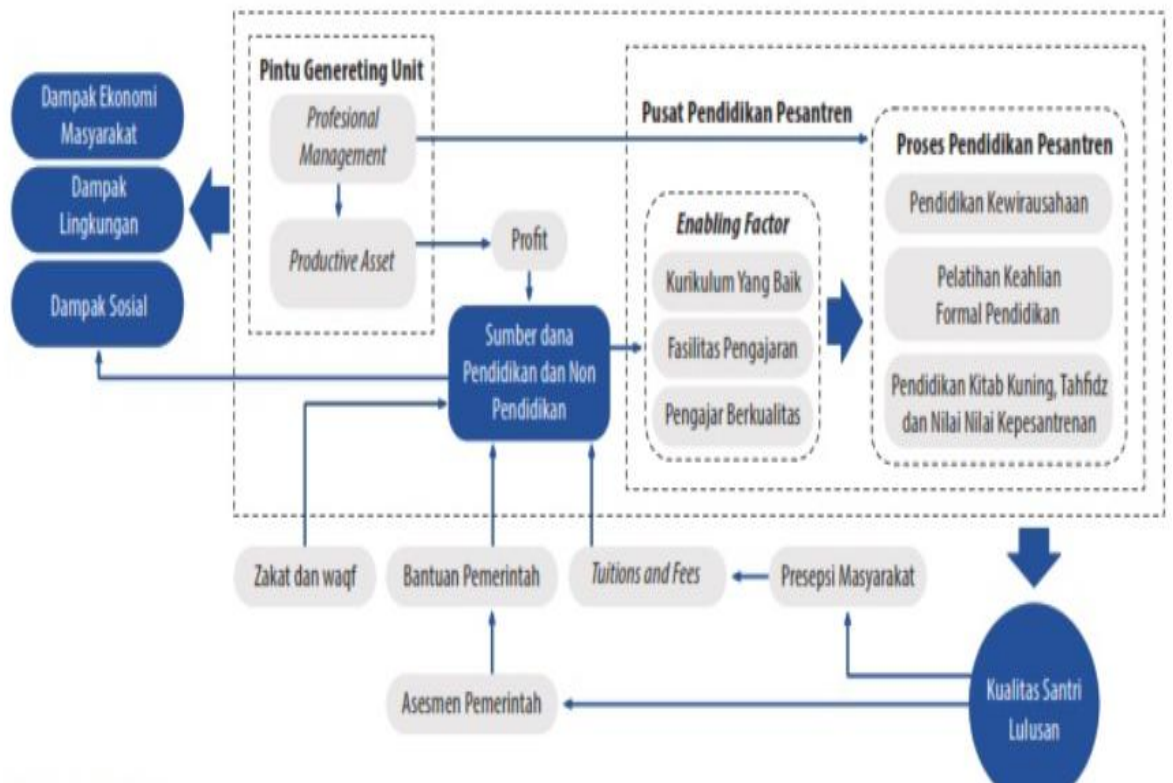 Dampak Ekonomi
Masyarakat
Dampak
Lingkungan
Dampak Sosial
Pintu Genereting Unit
Profesional
Management
Productive Asset
Profit
Sumber dana
Pendidikan dan Non
Pendidikan
Pusat Pendidikan Pesantren
Enabling Factor
Kurikulum Yang Baik
Fasilitas Pengajaran
Pengajar Berkualitas
Proses Pendidikan Pesantren
Pendidikan Kewirausahaan
Pelatihan Keahlian
Formal Pendidikan
Pendidikan Kitab Kuning, Tahfidz
dan Nilai Nilai Kepesantrenan
Zakat dan waqf
Bantuan Pemerintah
Tuitions and Fees
Presepsi Masyarakat
Asesmen Pemerintah
Kualitas Santri
Lulusan